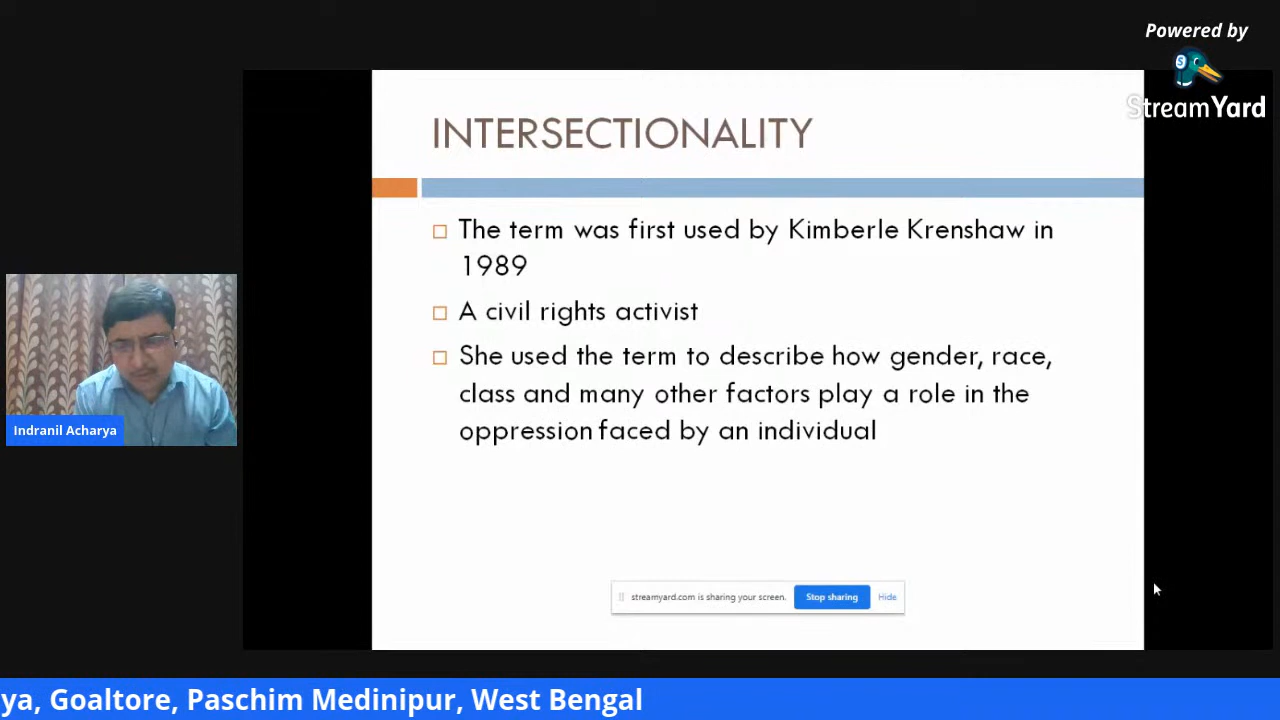 Powered by
StreamYard
INTERSECTIONALITY
The term was first used by Kimberle Krenshaw in
1989
A civil rights activist
She used the term to describe how gender, race,
class and many other factors play a role in the
oppression faced by an individual
Indranil Acharya
streamyard.com is sharing your screen.
Stop sharing
Hide
ya, Goaltore, Paschim Medinipur, West Bengal